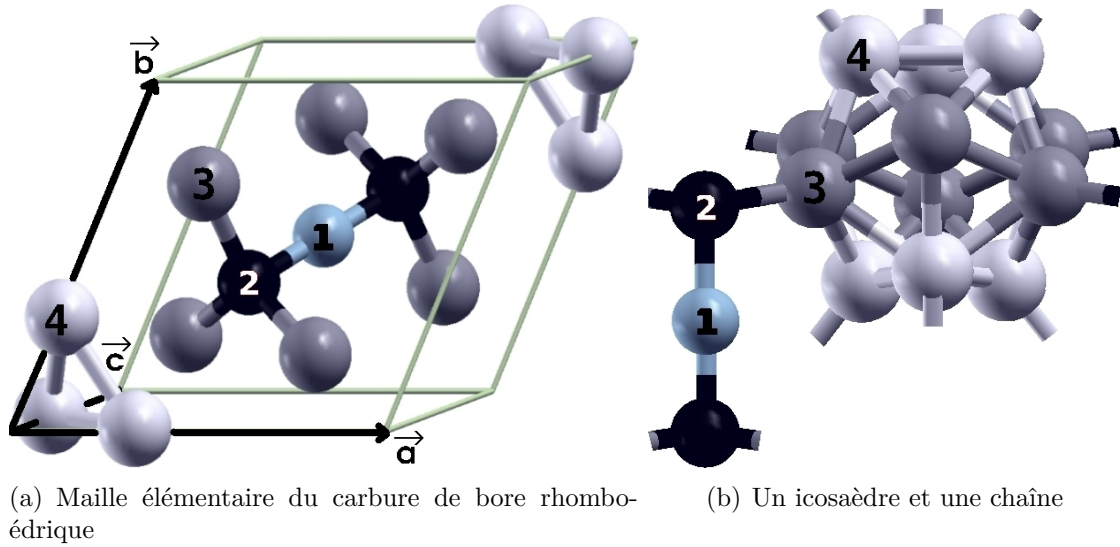 b
3
1
2
4
c
a
4
3
2
1
(a) Maille élémentaire du carbure de bore rhombo-
édrique
(b) Un icosaèdre et une chaîne